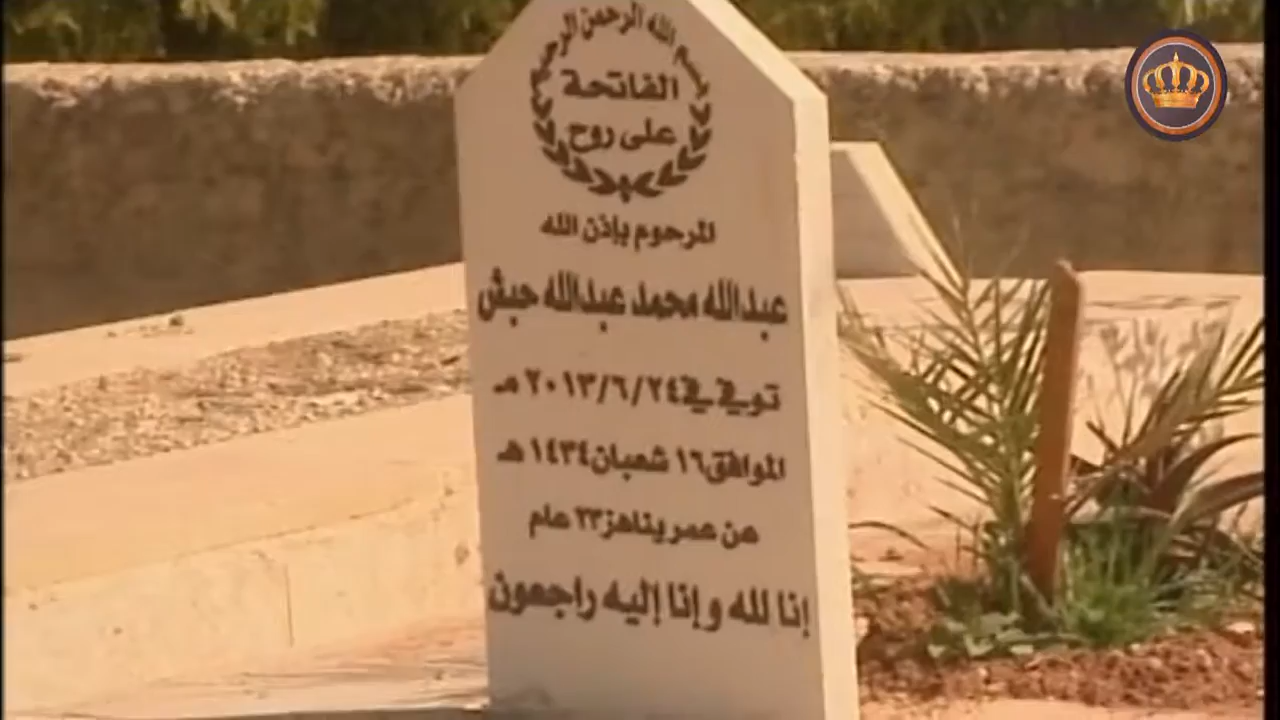 بسم الله الرحمن الرحيم
الفاتحة
على روح
المرحوم بإذن الله
عبدالله محمد عبدالله حبش
توفي في ٢٠١٣/٦/٢٤ مـ
الموافق ١٦ شعبان ١٤٣٤ هـ
عن عمر يناهز ٢٣ عام
إنا لله وإنا إليه راجعون